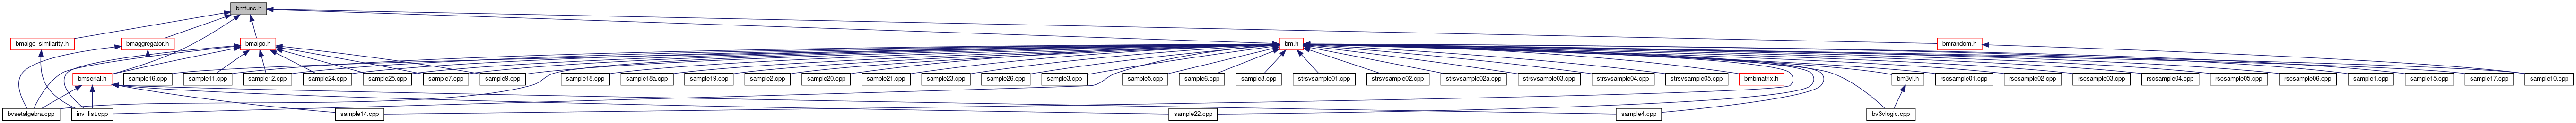 bmfunc.h
bmalgo_similarity.h
bmaggregator.h
bmalgo.h
bm.h
bmrandom.h
bmserial.h
sample16.cpp
sample11.cpp
sample12.cpp
sample24.cpp
sample25.cpp
sample7.cpp
sample9.cpp
sample18.cpp
sample18a.cpp
sample19.cpp
sample2.cpp
sample20.cpp
sample21.cpp
sample23.cpp
sample26.cpp
sample3.cpp
sample5.cpp
sample6.cpp
sample8.cpp
strsvsample01.cpp
strsvsample02.cpp
strsvsample02a.cpp
strsvsample03.cpp
strsvsample04.cpp
strsvsample05.cpp
bmbmatrix.h
bm3vl.h
rscsample01.cpp
rscsample02.cpp
rscsample03.cpp
rscsample04.cpp
rscsample05.cpp
rscsample06.cpp
sample1.cpp
sample15.cpp
sample17.cpp
sample10.cpp
bvsetalgebra.cpp
inv_list.cpp
sample14.cpp
sample22.cpp
sample4.cpp
bv3vlogic.cpp